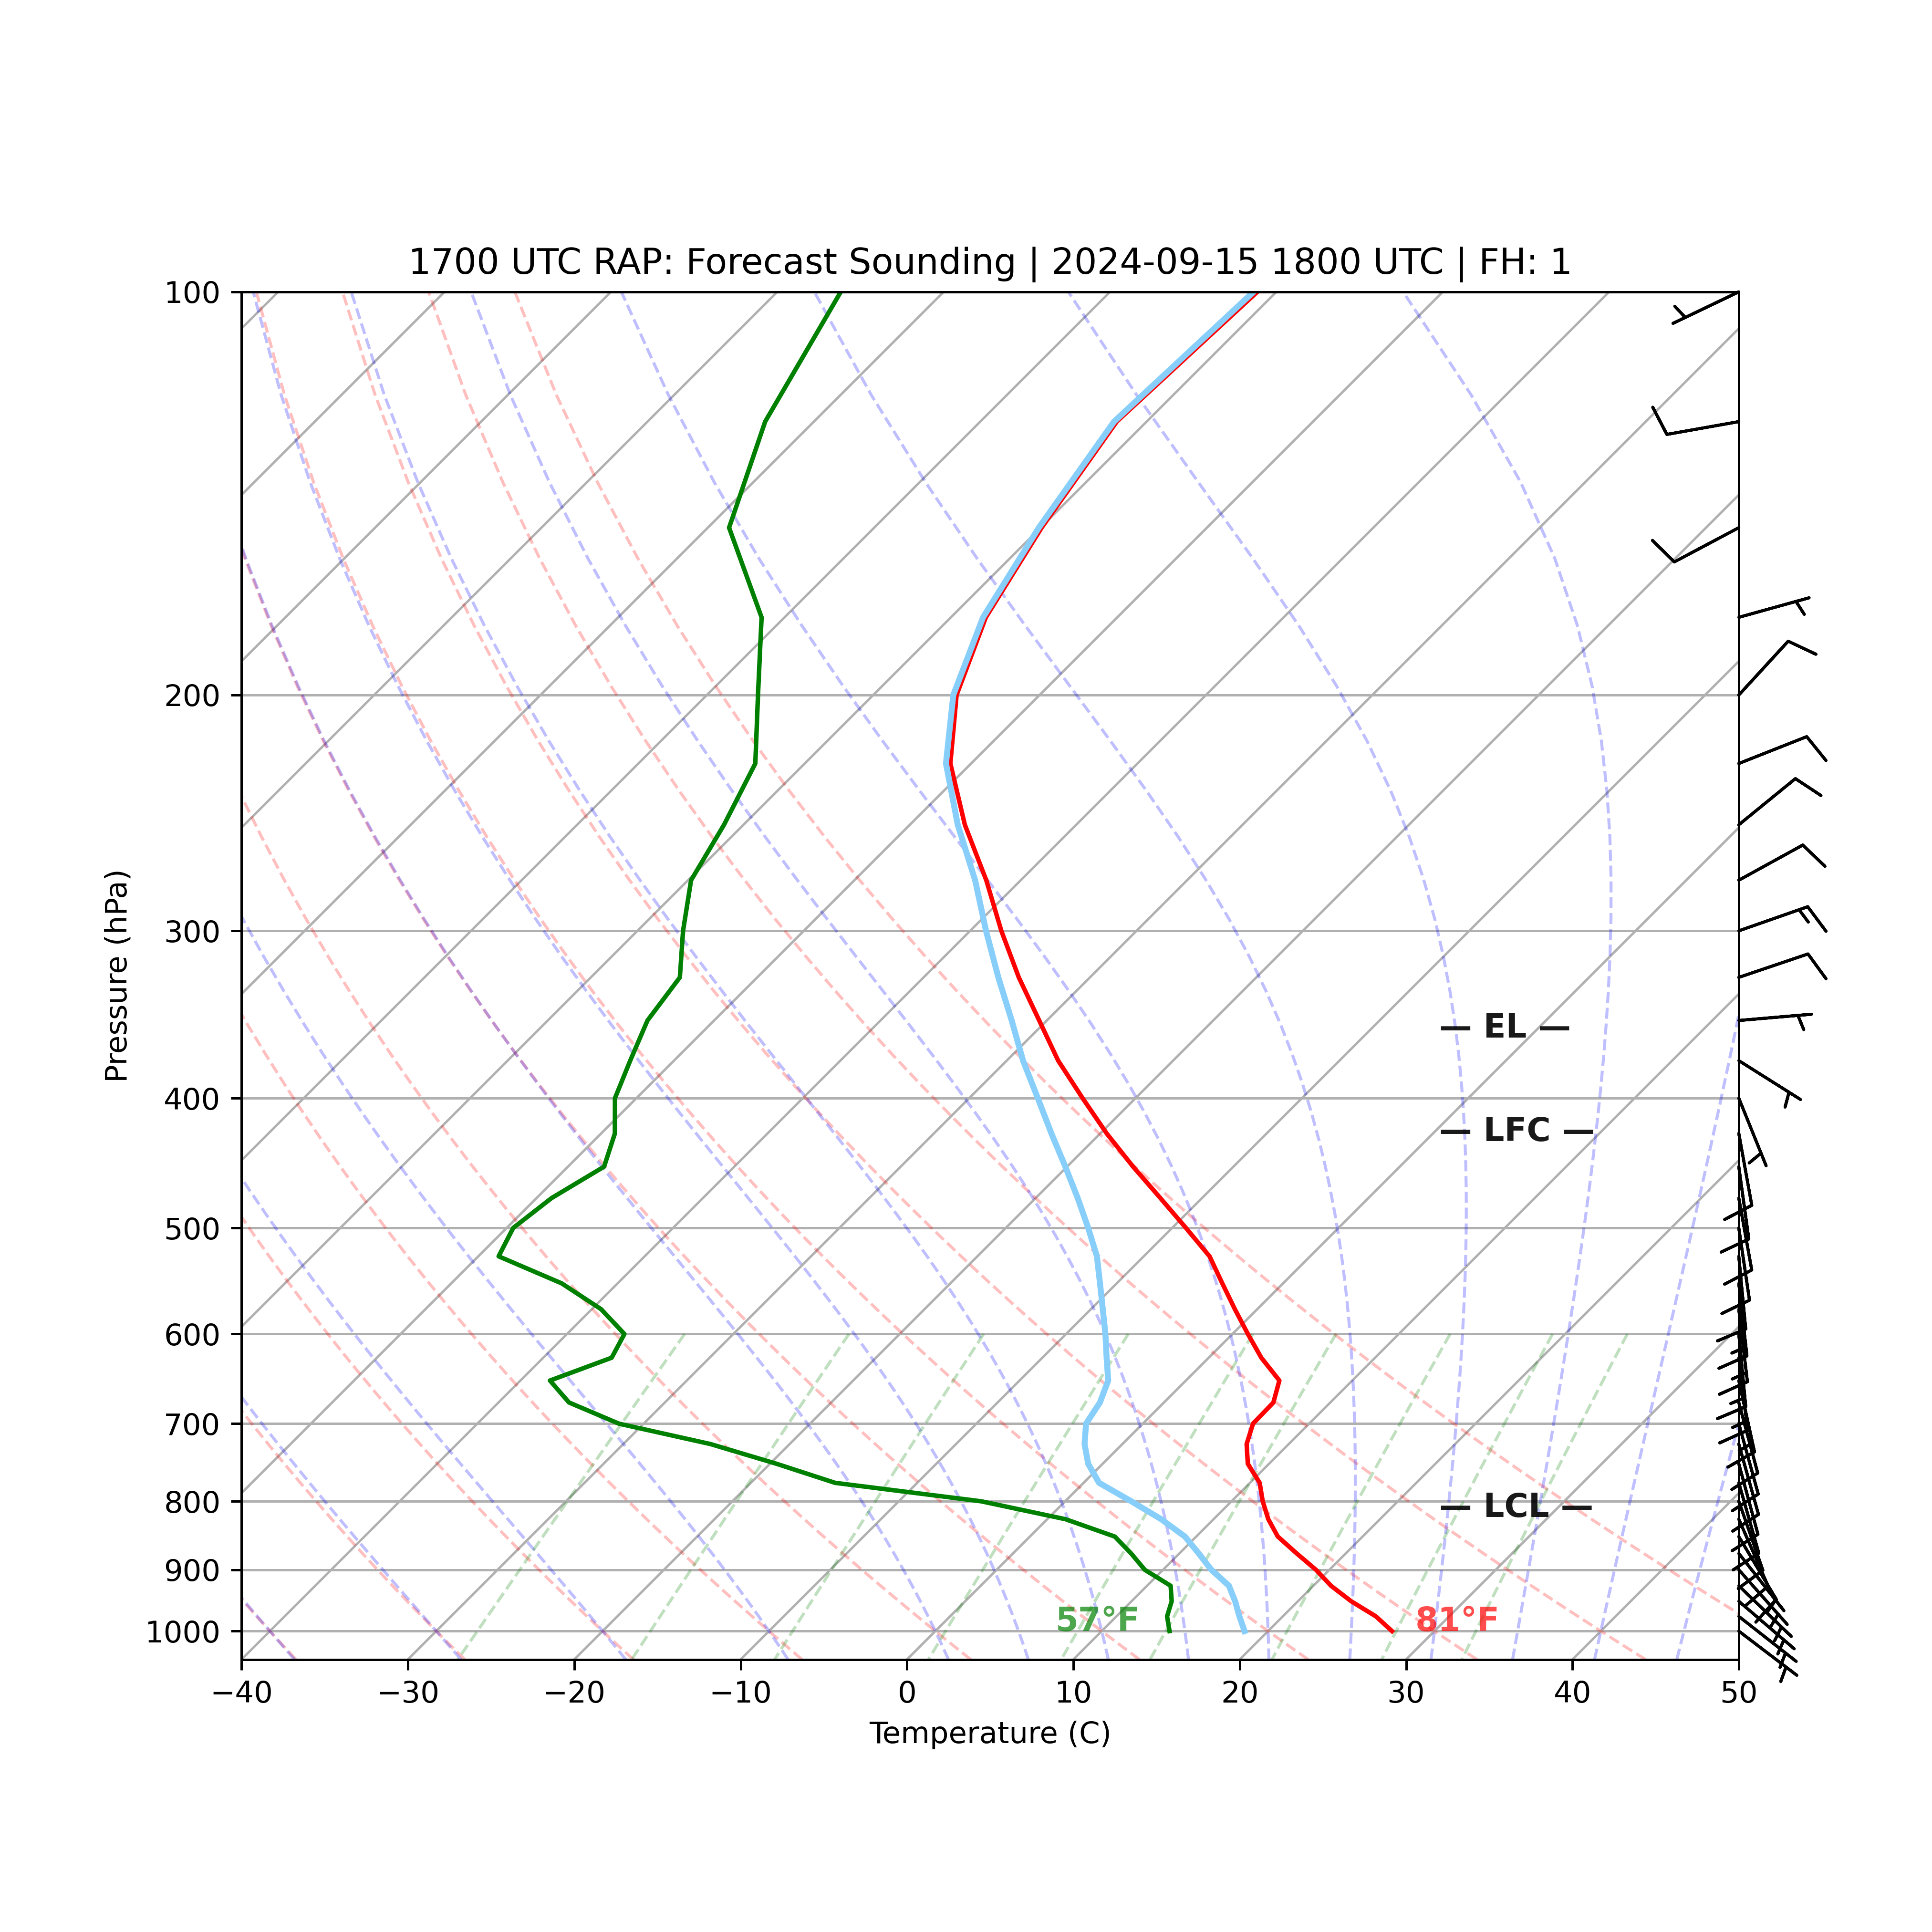 1700 UTC RAP: Forecast Sounding | 2024-09-15 1800 UTC | FH: 1
100
200
300
400
500
600
700
800
900
1000
Pressure (hPa)
— EL —
— LFC —
— LCL —
57°F
81°F
−40 −30 −20 −10 0 10 20 30 40 50
Temperature (C)